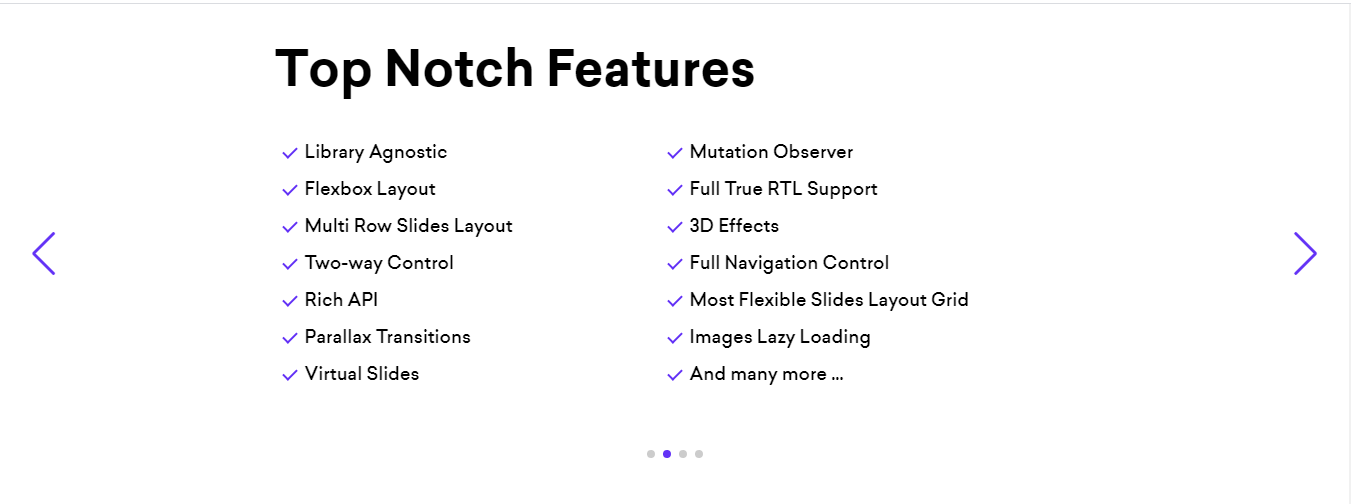 Top Notch Features
Library Agnostic
Flexbox Layout
Multi Row Slides Layout
Two-way Control
Rich API
Parallax Transitions
Virtual Slides
Mutation Observer
Full True RTL Support
3D Effects
Full Navigation Control
Most Flexible Slides Layout Grid
Images Lazy Loading
And many more ...